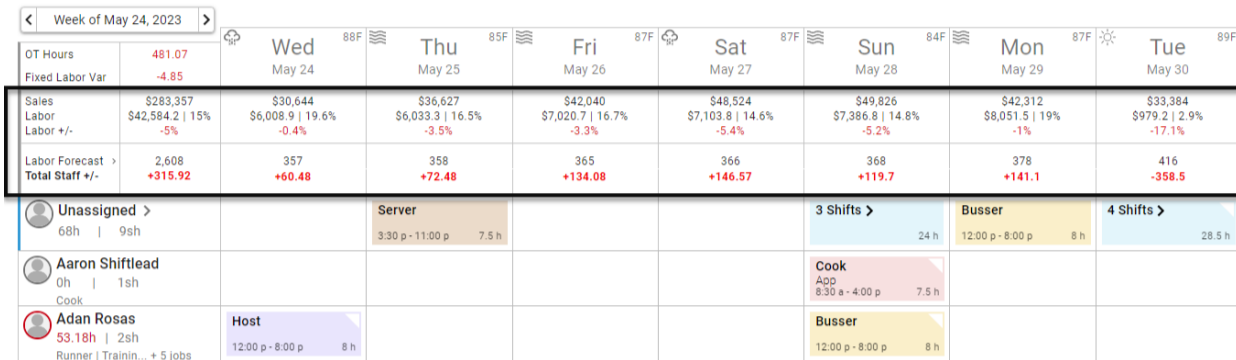 Week of May 24, 2023
OT Hours 481.07
Fixed Labor Var -4.85
88F 85F 87F 87F 84F 87F 89F
Wed Thu Fri Sat Sun Mon Tue
May 24 May 25 May 26 May 27 May 28 May 29 May 30
Sales $283,357 $30,644 $36,627 $42,040 $48,524 $49,826 $42,312 $33,384
Labor $42,584.2 | 15% $6,008.9 | 19.6% $6,033.3 | 16.5% $7,020.7 | 16.7% $7,103.8 | 14.6% $7,386.8 | 14.8% $8,051.5 | 19% $979.2 | 2.9%
Labor +/- -5% -0.4% -3.5% -3.3% -5.4% -5.2% -1% -17.1%
Labor Forecast > 2,608 357 358 365 366 368 378 416
Total Staff +/- +315.92 +60.48 +72.48 +134.08 +146.57 +119.7 +141.1 -358.5
Unassigned > Server 3 Shifts > Busser 4 Shifts >
68h | 9sh 3:30 p - 11:00 p 7.5 h 24 h 12:00 p - 8:00 p 8 h 28.5 h
Aaron Shiftlead Cook
0h | 1sh App
Cook 8:30 a - 4:00 p 7.5 h
Adan Rosas Host Busser
53.18h | 2sh 12:00 p - 8:00 p 8 h 12:00 p - 8:00 p 8 h
Runner | Trainin... + 5 jobs